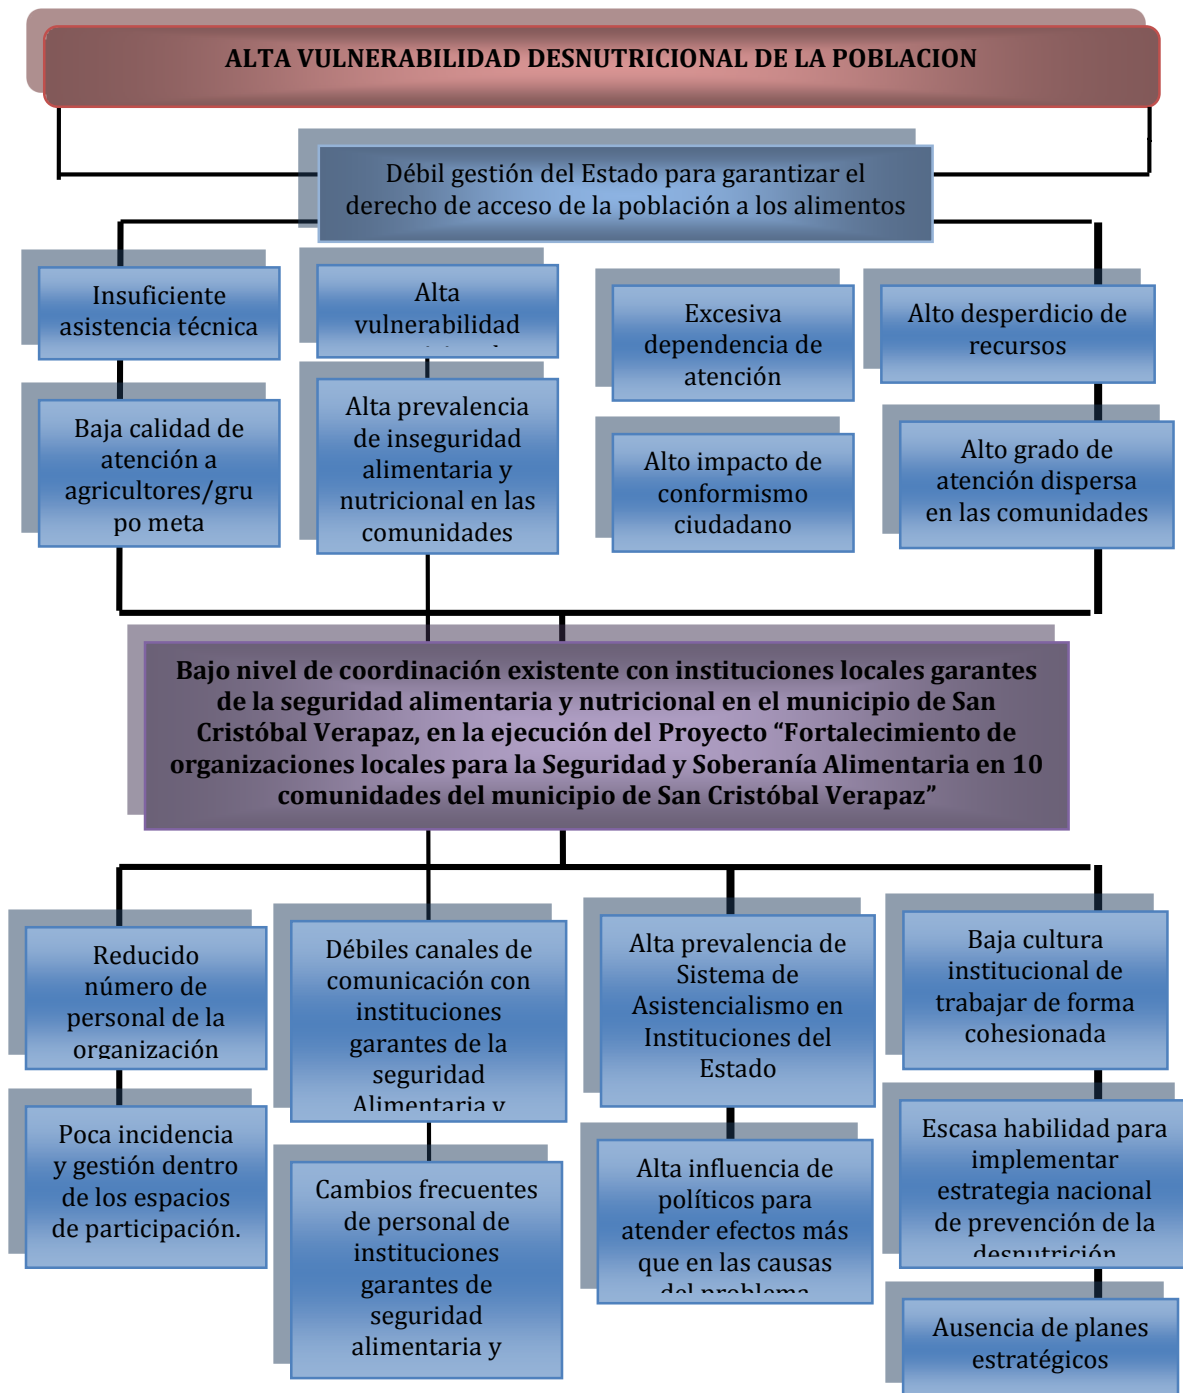 ALTA VULNERABILIDAD DESNUTRICIONAL DE LA POBLACION
Débil gestión del Estado para garantizar el
derecho de acceso de la población a los alimentos
Insuficiente
asistencia técnica
Alta
vulnerabilidad
Excesiva
dependencia de
atención
Alto desperdicio de
recursos
Baja calidad de
atención a
agricultores/gru
po meta
Alta prevalencia
de inseguridad
alimentaria y
nutricional en las
comunidades
Alto impacto de
conformismo
ciudadano
Alto grado de
atención dispersa
en las comunidades
Bajo nivel de coordinación existente con instituciones locales garantes
de la seguridad alimentaria y nutricional en el municipio de San
Cristóbal Verapaz, en la ejecución del Proyecto “Fortalecimiento de
organizaciones locales para la Seguridad y Soberanía Alimentaria en 10
comunidades del municipio de San Cristóbal Verapaz”
Reducido
número de
personal de la
organización
Débiles canales de
comunicación con
instituciones
garantes de la
seguridad
Alimentaria y
Alta prevalencia de
Sistema de
Asistencialismo en
Instituciones del
Estado
Baja cultura
institucional de
trabajar de forma
cohesionada
Poca incidencia
y gestión dentro
de los espacios
de participación.
Cambios frecuentes
de personal de
instituciones
garantes de
seguridad
alimentaria y
Alta influencia de
políticos para
atender efectos más
que en las causas
del problema
Escasa habilidad para
implementar
estrategia nacional
de prevención de la
desnutrición
Ausencia de planes
estratégicos